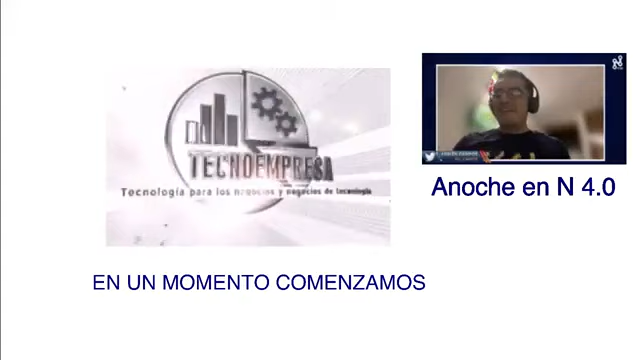 TECNOEMPRESA
Tecnología para los negocios y negocios de tecnología
Anoche en N 4.0
EN UN MOMENTO COMENZAMOS